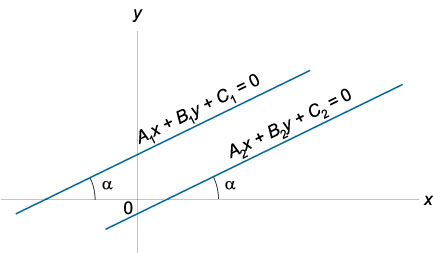 y
A₁x + B₁y + C₁ = 0
A₂x + B₂y + C₂ = 0
α
α
x
0